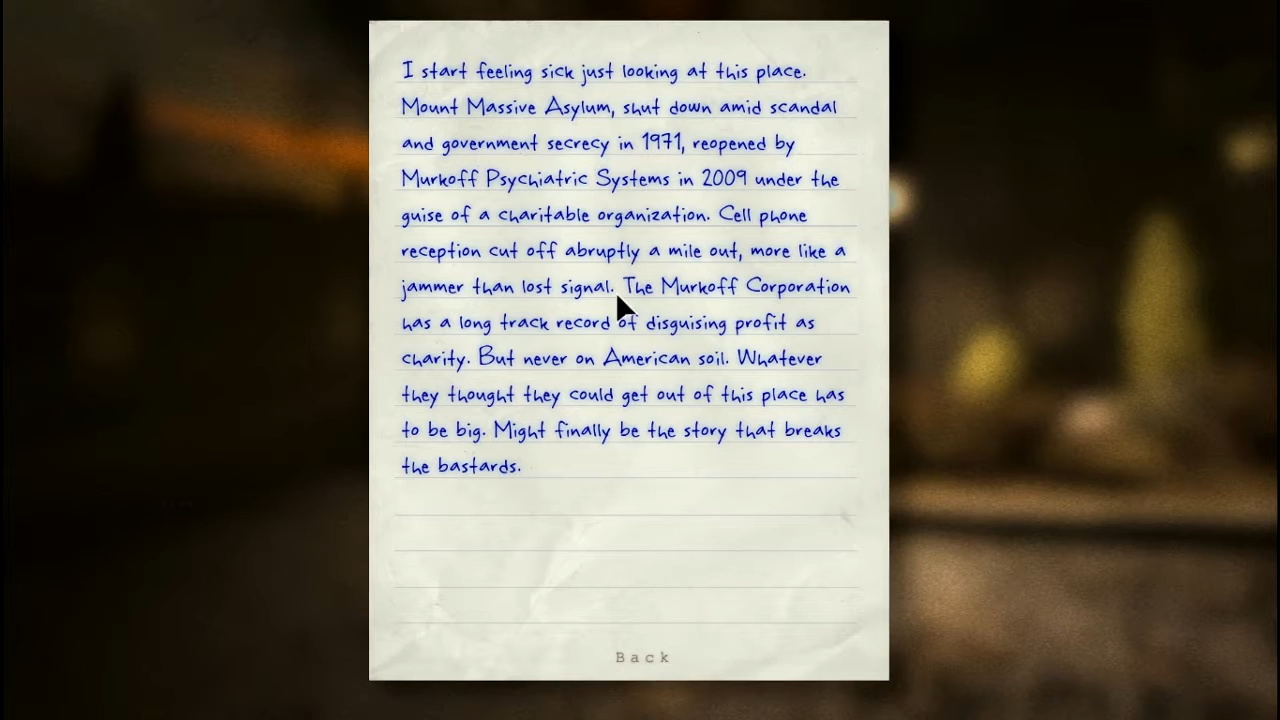 I start feeling sick just looking at this place.
Mount Massive Asylum, shut down amid scandal
and government secrecy in 1971, reopened by
Murkoff Psychiatric Systems in 2009 under the
guise of a charitable organization. Cell phone
reception cut off abruptly a mile out, more like a
jammer than lost signal. The Murkoff Corporation
has a long track record of disguising profit as
charity. But never on American soil. Whatever
they thought they could get out of this place has
to be big. Might finally be the story that breaks
the bastards.
Back